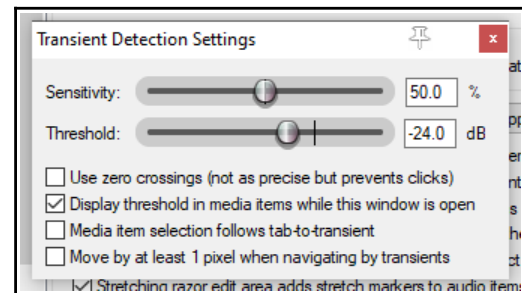 Transient Detection Settings
Sensitivity: 50.0 %
Threshold: -24.0 dB
Use zero crossings (not as precise but prevents clicks)
Display threshold in media items while this window is open
Media item selection follows tab-to-transient
Move by at least 1 pixel when navigating by transients
Stretching razor edit area adds stretch markers to audio items